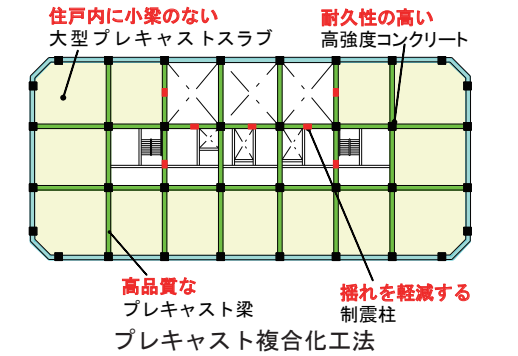 住戸内に小梁のない
大型プレキャストスラブ
耐久性の高い
高強度コンクリート
高品質な
プレキャスト梁
揺れを軽減する
制震柱
プレキャスト複合化工法